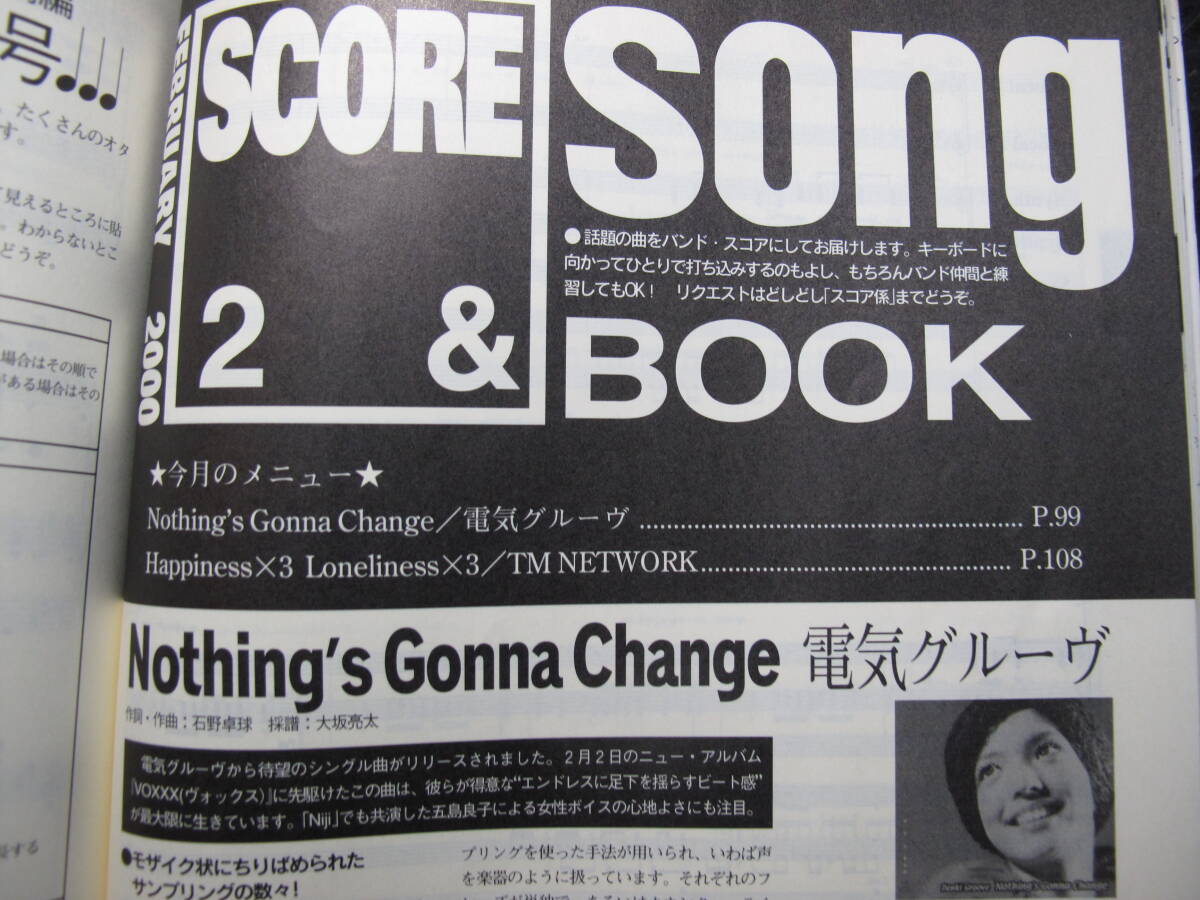 編
号
。たくさんのオタ
す。
見えるところに貼
。わからないとこ
どうぞ。
場合はその順で
がある場合はその
FEBRUARY 2000
SCORE
2 &
Song
●話題の曲をバンド・スコアにしてお届けします。キーボードに
向かってひとりで打ち込みするのもよし、もちろんバンド仲間と練
習してもOK！ リクエストはどしどし「スコア係」までどうぞ。
BOOK
★今月のメニュー★
Nothing's Gonna Change／電気グルーヴ ........................................................ P.99
Happiness×3 Loneliness×3／TM NETWORK.............................................. P.108
Nothing's Gonna Change 電気グルーヴ
作詞・作曲：石野卓球 採譜：大坂亮太
電気グルーヴから待望のシングル曲がリリースされました。2月2日のニュー・アルバム
『VOXXX(ヴォックス)』に先駆けたこの曲は、彼らが得意な“エンドレスに足下を揺らすビート感”
が最大限に生きています。「Niji」でも共演した五島良子による女性ボイスの心地よさにも注目。
●モザイク状にちりばめられた
サンプリングの数々！
プリングを使った手法が用いられ、いわば声
を楽器のように扱っています。それぞれのフ
Denki Groove Nothing's Gonna Change